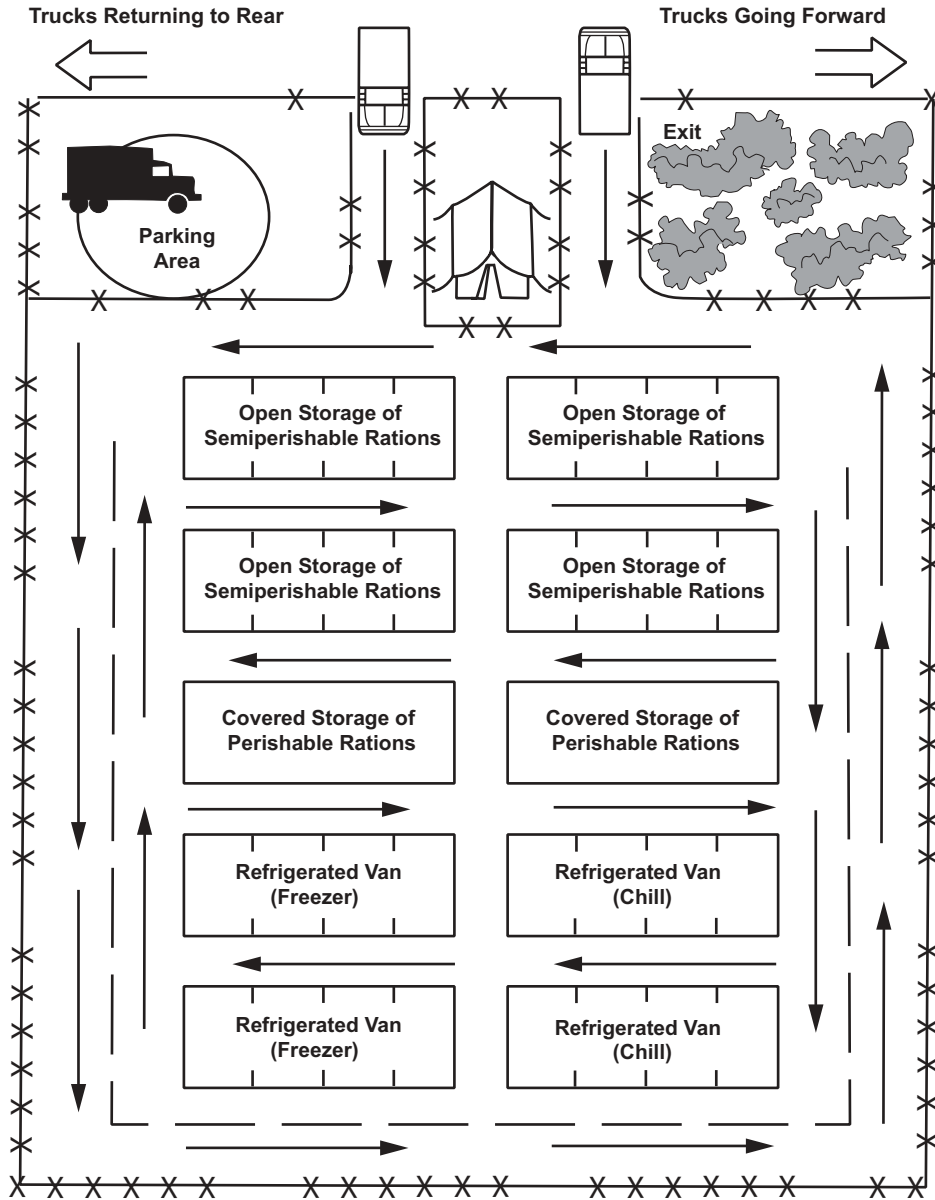 Trucks Returning to Rear
Trucks Going Forward
Exit
Parking
Area
Open Storage of
Semiperishable Rations
Open Storage of
Semiperishable Rations
Open Storage of
Semiperishable Rations
Open Storage of
Semiperishable Rations
Covered Storage of
Perishable Rations
Covered Storage of
Perishable Rations
Refrigerated Van
(Freezer)
Refrigerated Van
(Chill)
Refrigerated Van
(Freezer)
Refrigerated Van
(Chill)